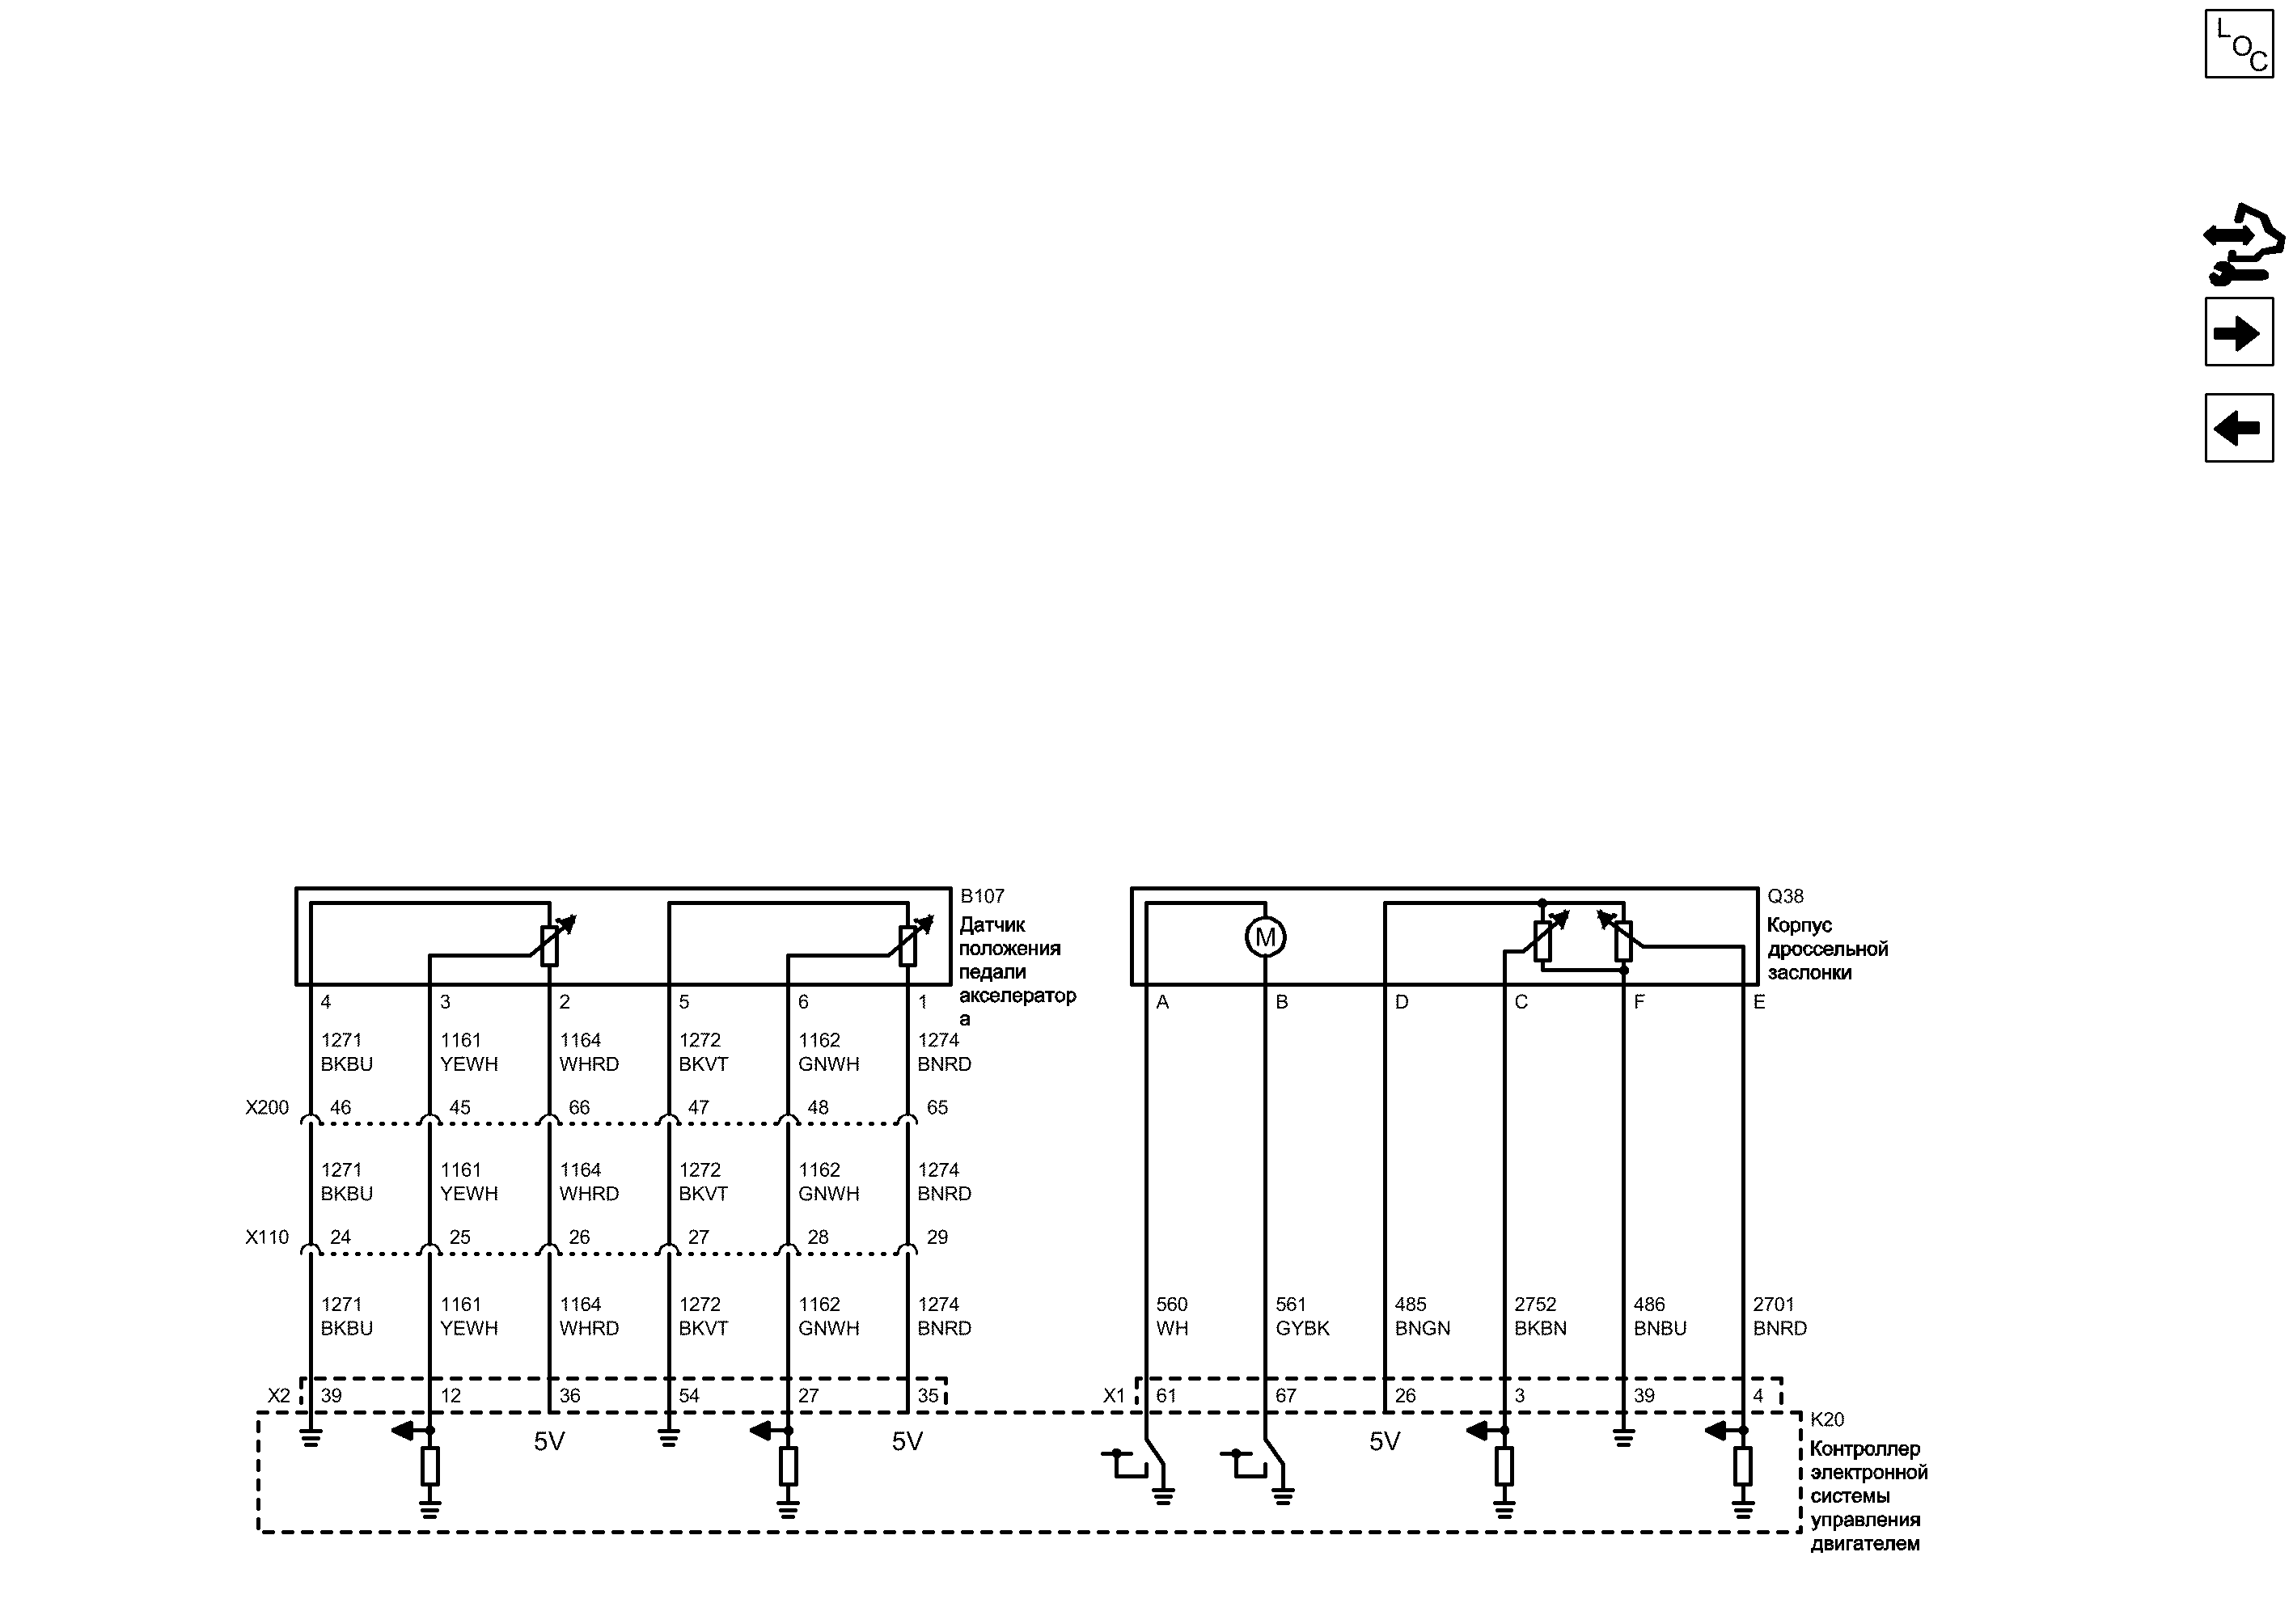 LOC
B107
Датчик
положения
педали
акселератор
а
Q38
Корпус
дроссельной
заслонки
M
4 3 2 5 6 1
A B D C F E
1271 1161 1164 1272 1162 1274
BKBU YEWH WHRD BKVT GNWH BNRD
X200 46 45 66 47 48 65
1271 1161 1164 1272 1162 1274
BKBU YEWH WHRD BKVT GNWH BNRD
X110 24 25 26 27 28 29
1271 1161 1164 1272 1162 1274 560 561 485 2752 486 2701
BKBU YEWH WHRD BKVT GNWH BNRD WH GYBK BNGN BKBN BNBU BNRD
X2 39 12 36 54 27 35 X1 61 67 26 3 39 4
5V 5V 5V
K20
Контроллер
электронной
системы
управления
двигателем